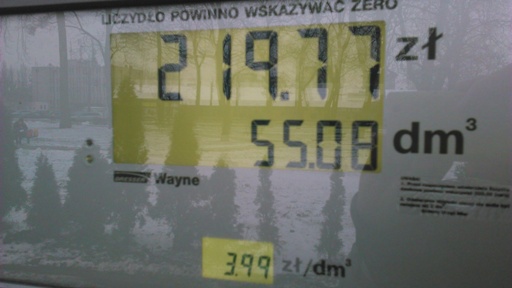 LICZYDŁO POWINNO WSKAZYWAĆ ZERO
219.77 zł
55.08 dm³
Wayne
3.99 zł/dm³